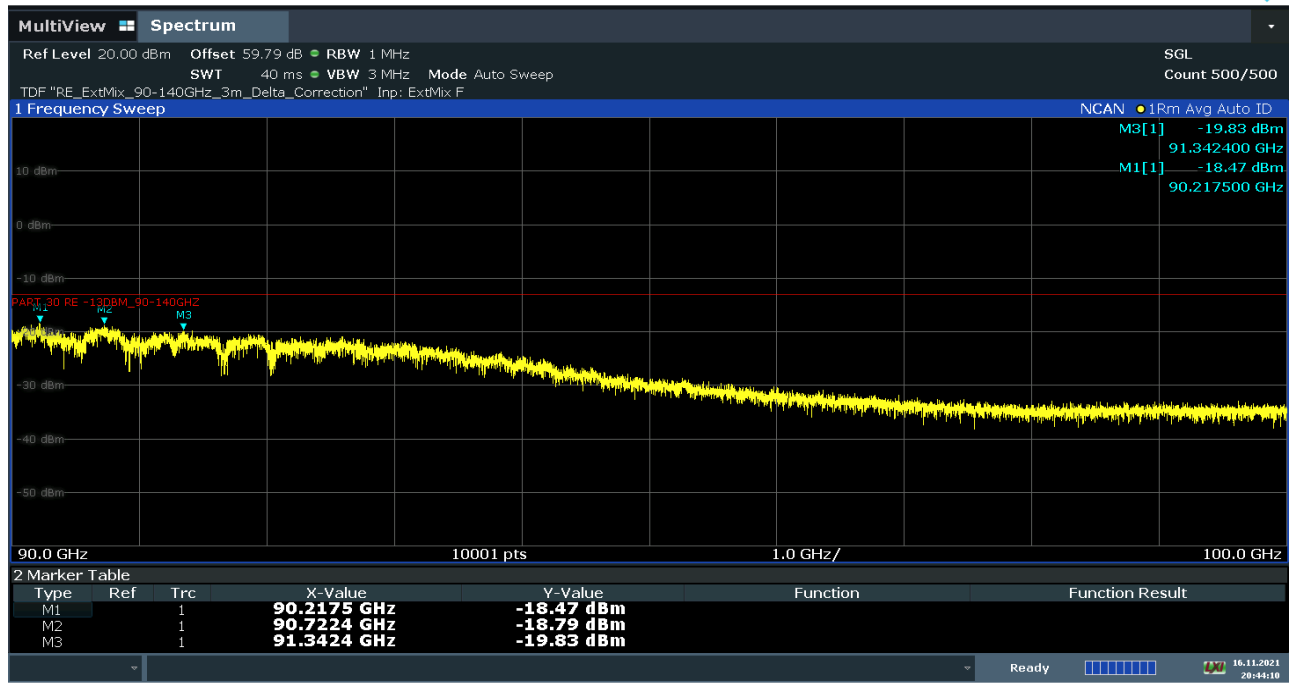 MultiView Spectrum
Ref Level 20.00 dBm Offset 59.79 dB RBW 1 MHz SGL
SWT 40 ms VBW 3 MHz Mode Auto Sweep Count 500/500
TDF "RE_ExtMix_90-140GHz_3m_Delta_Correction" Inp: ExtMix F
1 Frequency Sweep NCAN 1Rm Avg Auto ID
M3[1] -19.83 dBm
91.342400 GHz
M1[1] -18.47 dBm
90.217500 GHz
10 dBm
0 dBm
-10 dBm
PART 30 RE -13DBM_90-140GHZ
M1 M2 M3
-30 dBm
-40 dBm
-50 dBm
90.0 GHz 10001 pts 1.0 GHz/ 100.0 GHz
2 Marker Table
Type Ref Trc X-Value Y-Value Function Function Result
M1 1 90.2175 GHz -18.47 dBm
M2 1 90.7224 GHz -18.79 dBm
M3 1 91.3424 GHz -19.83 dBm
Ready LXI 16.11.2021
20:44:10